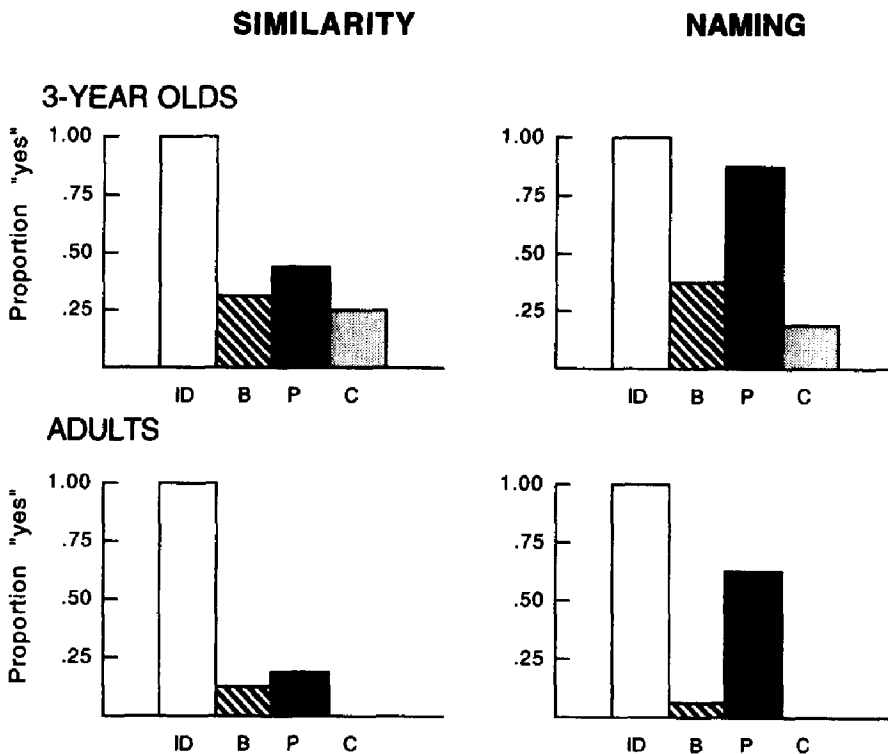 SIMILARITY NAMING
3-YEAR OLDS
Proportion "yes"
1.00
.75
.50
.25
ID B P C
1.00
.75
.50
.25
ID B P C
ADULTS
Proportion "yes"
1.00
.75
.50
.25
ID B P C
1.00
.75
.50
.25
ID B P C